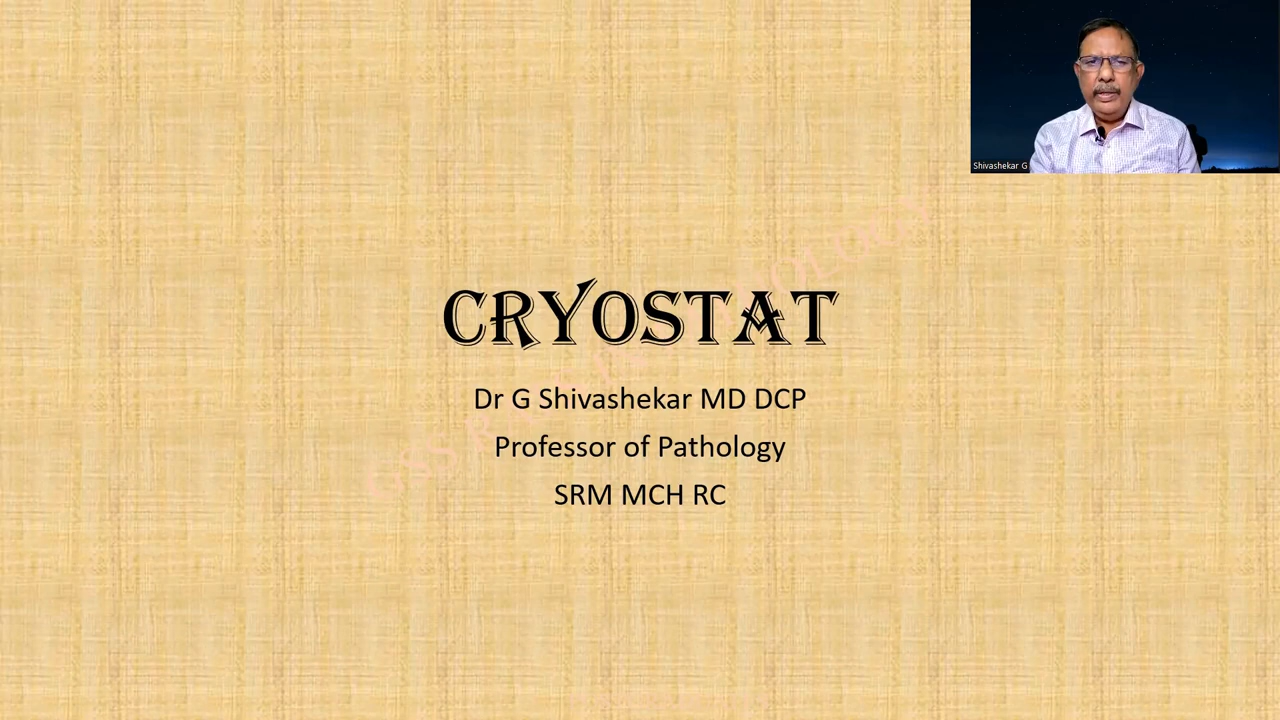 Shivashekar G
CRYOSTAT
Dr G Shivashekar MD DCP
Professor of Pathology
SRM MCH RC